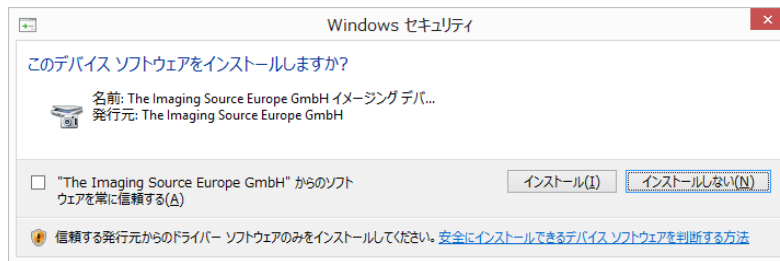 Windows セキュリティ
このデバイス ソフトウェアをインストールしますか?
名前: The Imaging Source Europe GmbH イメージング デバ...
発行元: The Imaging Source Europe GmbH
"The Imaging Source Europe GmbH" からのソフト
ウェアを常に信頼する(A)
インストール(I)
インストールしない(N)
信頼する発行元からのドライバー ソフトウェアのみをインストールしてください。安全にインストールできるデバイス ソフトウェアを判断する方法